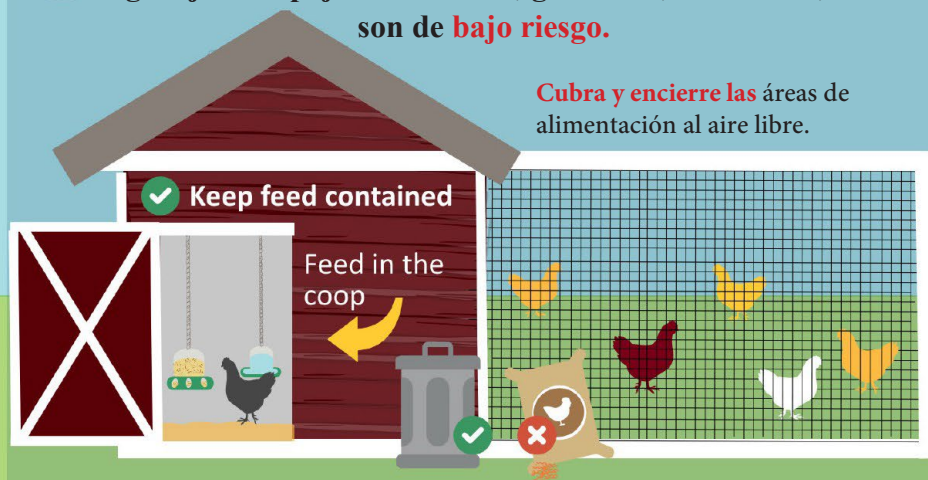 son de bajo riesgo.
Cubra y encierre las áreas de
alimentación al aire libre.
Keep feed contained
Feed in the
coop